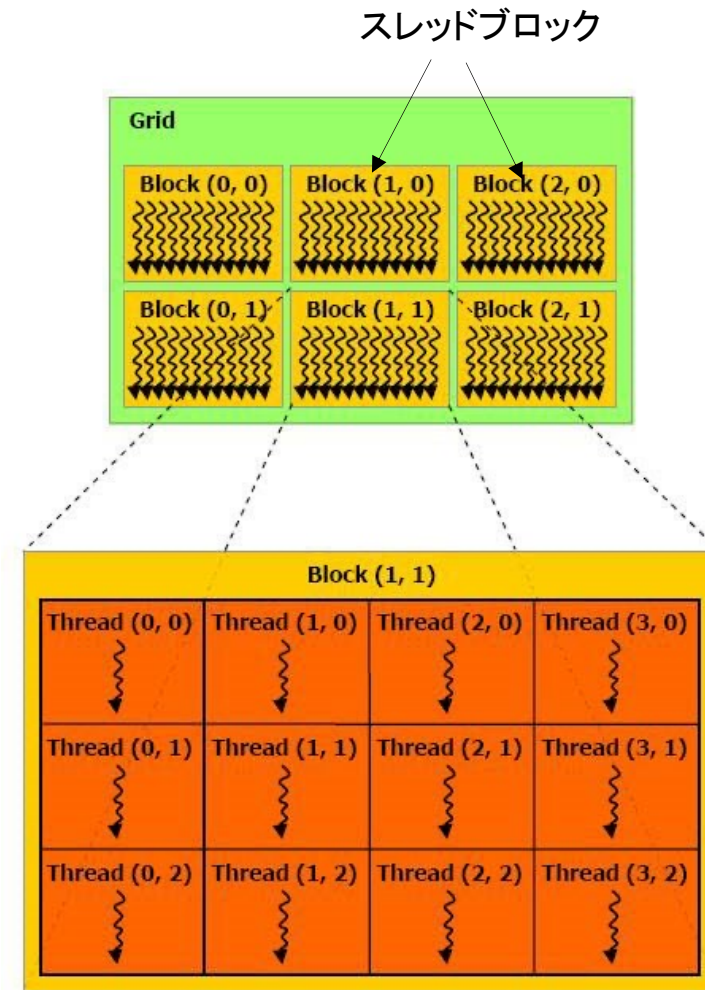 スレッドブロック
Grid
Block (0, 0) Block (1, 0) Block (2, 0)
Block (0, 1) Block (1, 1) Block (2, 1)
Block (1, 1)
Thread (0, 0) Thread (1, 0) Thread (2, 0) Thread (3, 0)
Thread (0, 1) Thread (1, 1) Thread (2, 1) Thread (3, 1)
Thread (0, 2) Thread (1, 2) Thread (2, 2) Thread (3, 2)